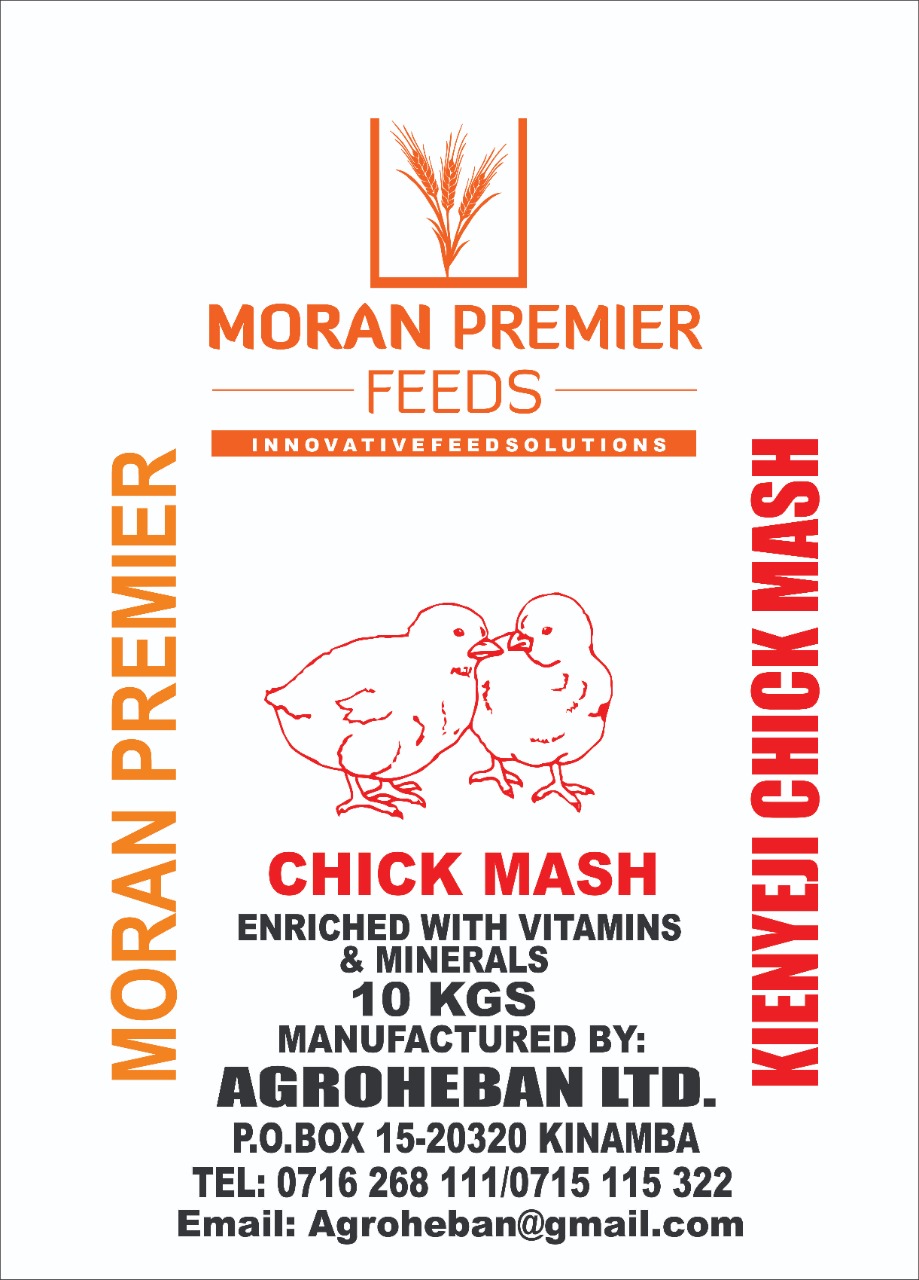 MORAN PREMIER
FEEDS
INNOVATIVEFEEDSOLUTIONS
MORAN PREMIER
KIENYEJI CHICK MASH
CHICK MASH
ENRICHED WITH VITAMINS
& MINERALS
10 KGS
MANUFACTURED BY:
AGROHEBAN LTD.
P.O.BOX 15-20320 KINAMBA
TEL: 0716 268 111/0715 115 322
Email: Agroheban@gmail.com